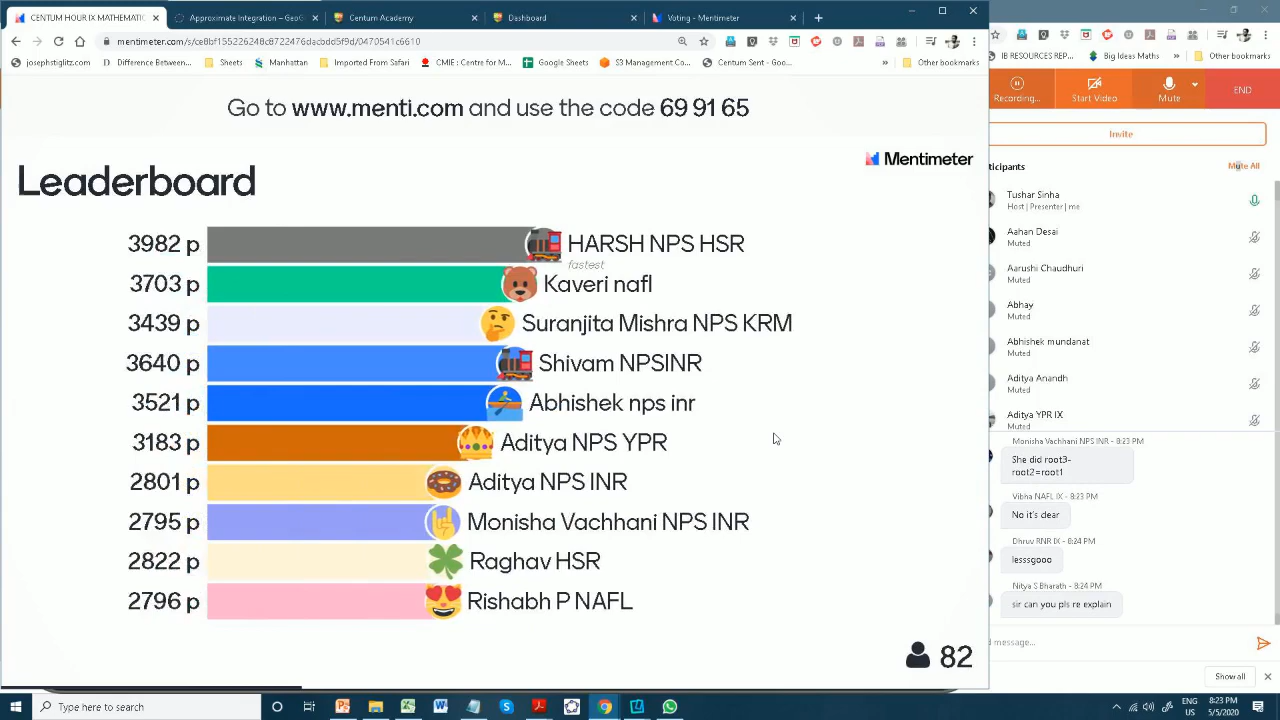 CENTUM HOUR IX MATHEMATIC
Approximate Integration – GeoG
Centum Academy
Dashboard
Voting - Mentimeter
josephstiglitz.com
Difference Between...
Sheets
Manhattan
Imported From Safari
CMIE : Centre for M...
Google Sheets
S3 Management Co...
Centum Sent - Goo...
Other bookmarks
IB RESOURCES REP...
Big Ideas Maths
Other bookmarks
Go to www.menti.com and use the code 69 91 65
Mentimeter
Leaderboard
3982 p HARSH NPS HSR
fastest
3703 p Kaveri nafl
3439 p Suranjita Mishra NPS KRM
3640 p Shivam NPSINR
3521 p Abhishek nps inr
3183 p Aditya NPS YPR
2801 p Aditya NPS INR
2795 p Monisha Vachhani NPS INR
2822 p Raghav HSR
2796 p Rishabh P NAFL
82
Recording...
Start Video
Mute
END
Invite
ticipants
Mute All
Tushar Sinha
Host | Presenter | me
Aahan Desai
Muted
Aarushi Chaudhuri
Muted
Abhay
Muted
Abhishek mundanat
Muted
Aditya Anandh
Muted
Aditya YPR IX
Muted
Monisha Vachhani NPS INR - 8:23 PM
She did root3-
root2=root1
Vibha NAFL IX - 8:23 PM
No it's clear
Dhruv RNR IX - 8:24 PM
lesssgooo
Nitya S Bharath - 8:24 PM
sir can you pls re explain
d message...
Show all
Type here to search
ENG
8:23 PM
5/5/2020